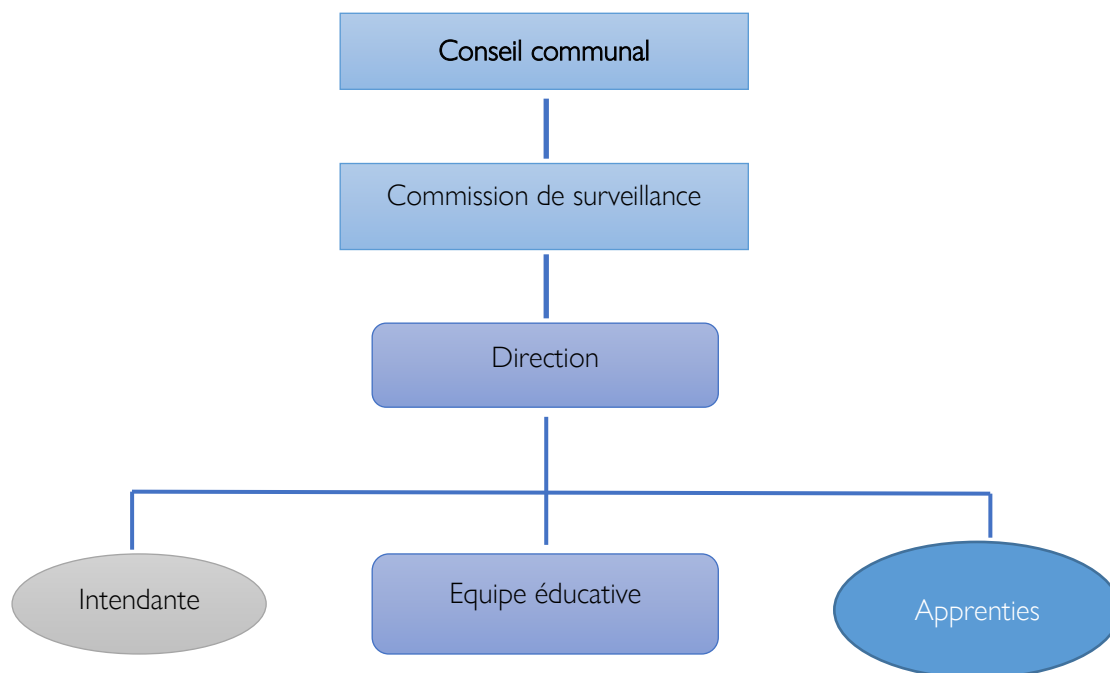 Conseil communal
Commission de surveillance
Direction
Intendante
Equipe éducative
Apprenties